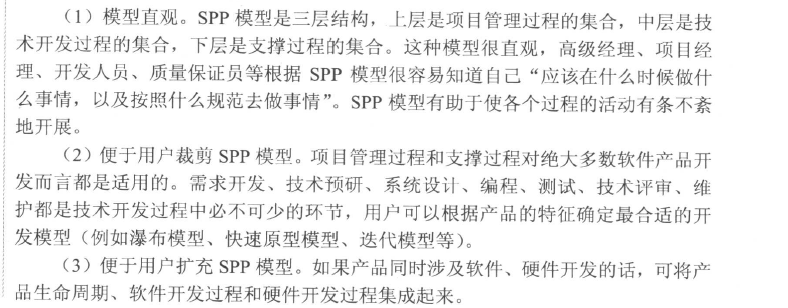 （1）模型直观。SPP 模型是三层结构，上层是项目管理过程的集合，中层是技
术开发过程的集合，下层是支撑过程的集合。这种模型很直观，高级经理、项目经
理、开发人员、质量保证员等根据 SPP 模型很容易知道自己“应该在什么时候做什
么事情，以及按照什么规范去做事情”。SPP 模型有助于使各个过程的活动有条不紊
地开展。
（2）便于用户裁剪 SPP 模型。项目管理过程和支撑过程对绝大多数软件产品开
发而言都是适用的。需求开发、技术预研、系统设计、编程、测试、技术评审、维
护都是技术开发过程中必不可少的环节，用户可以根据产品的特征确定最合适的开
发模型（例如瀑布模型、快速原型模型、迭代模型等）。
（3）便于用户扩充 SPP 模型。如果产品同时涉及软件、硬件开发的话，可将产
品生命周期、软件开发过程和硬件开发过程集成起来。